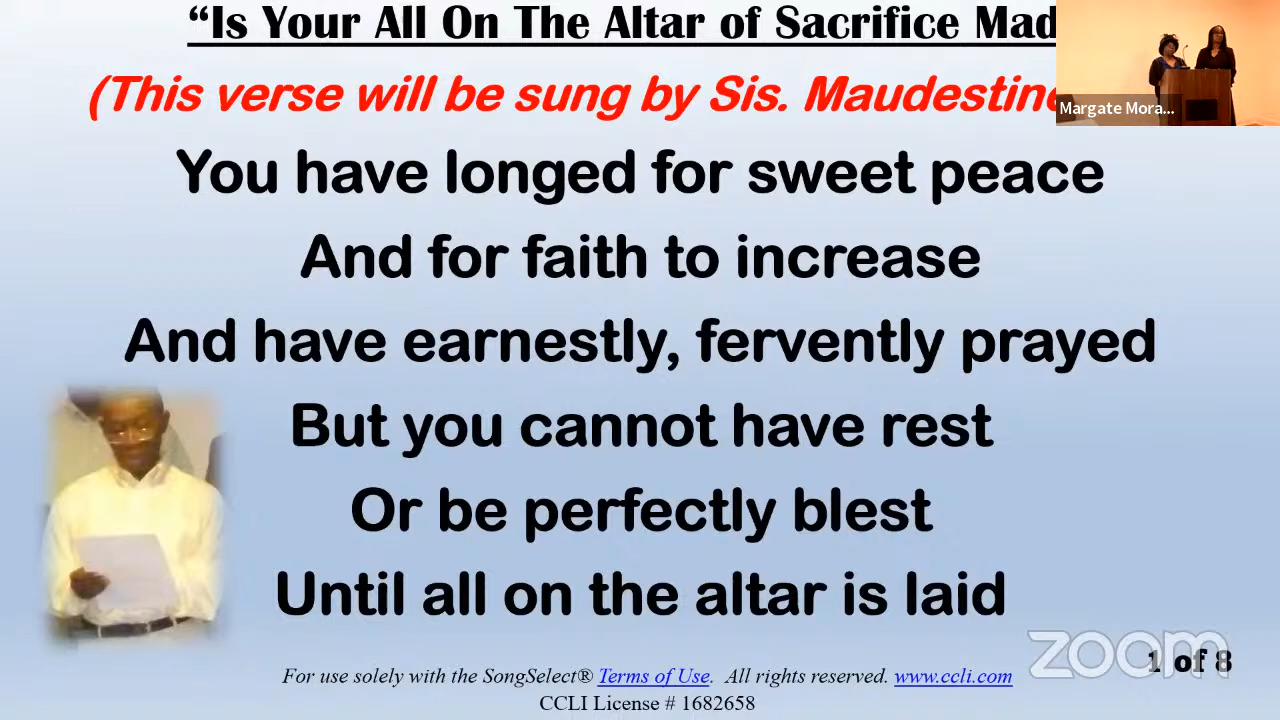 “Is Your All On The Altar of Sacrifice Mad
(This verse will be sung by Sis. Maudestine
Margate Mora...
You have longed for sweet peace
And for faith to increase
And have earnestly, fervently prayed
But you cannot have rest
Or be perfectly blest
Until all on the altar is laid
zoom
1 of 8
For use solely with the SongSelect® Terms of Use. All rights reserved. www.ccli.com
CCLI License # 1682658